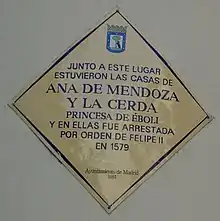 JUNTO A ESTE LUGAR
ESTUVIERON LAS CASAS DE
ANA DE MENDOZA
Y LA CERDA
PRINCESA DE ÉBOLI
Y EN ELLAS FUE ARRESTADA
POR ORDEN DE FELIPE II
EN 1579
Ayuntamiento de Madrid